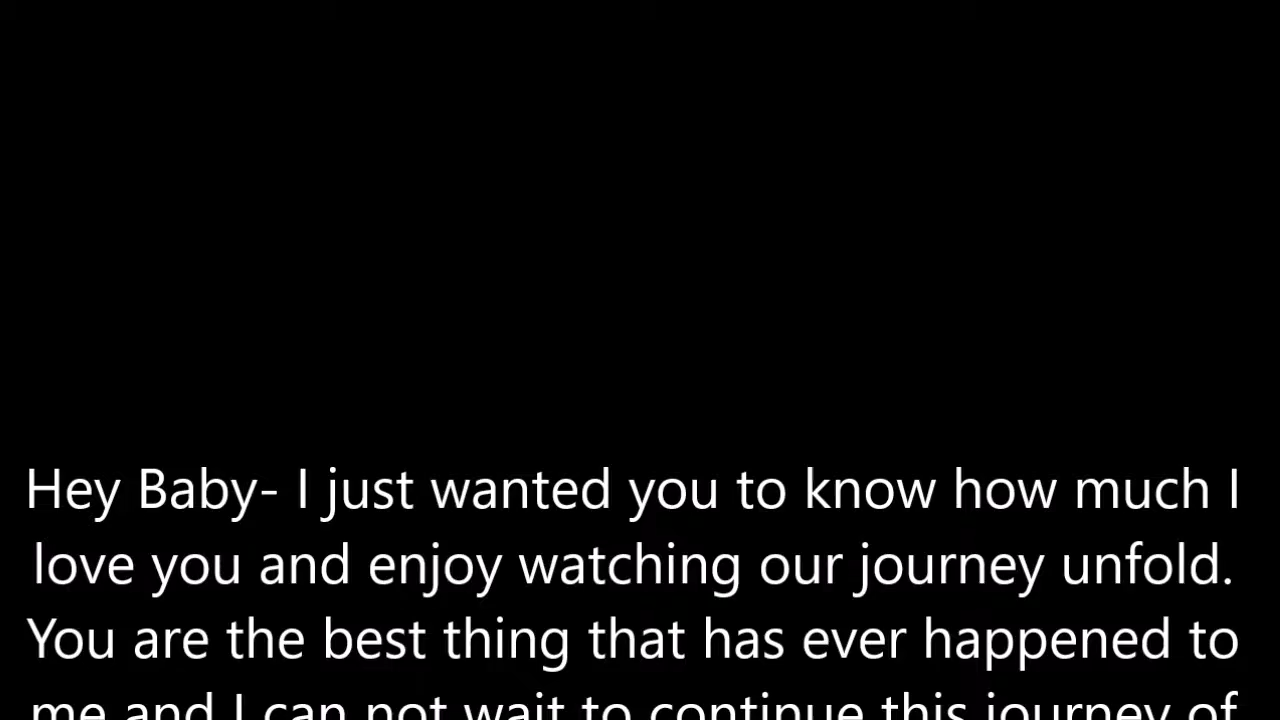 Hey Baby- I just wanted you to know how much I
love you and enjoy watching our journey unfold.
You are the best thing that has ever happened to
me and I can not wait to continue this journey of